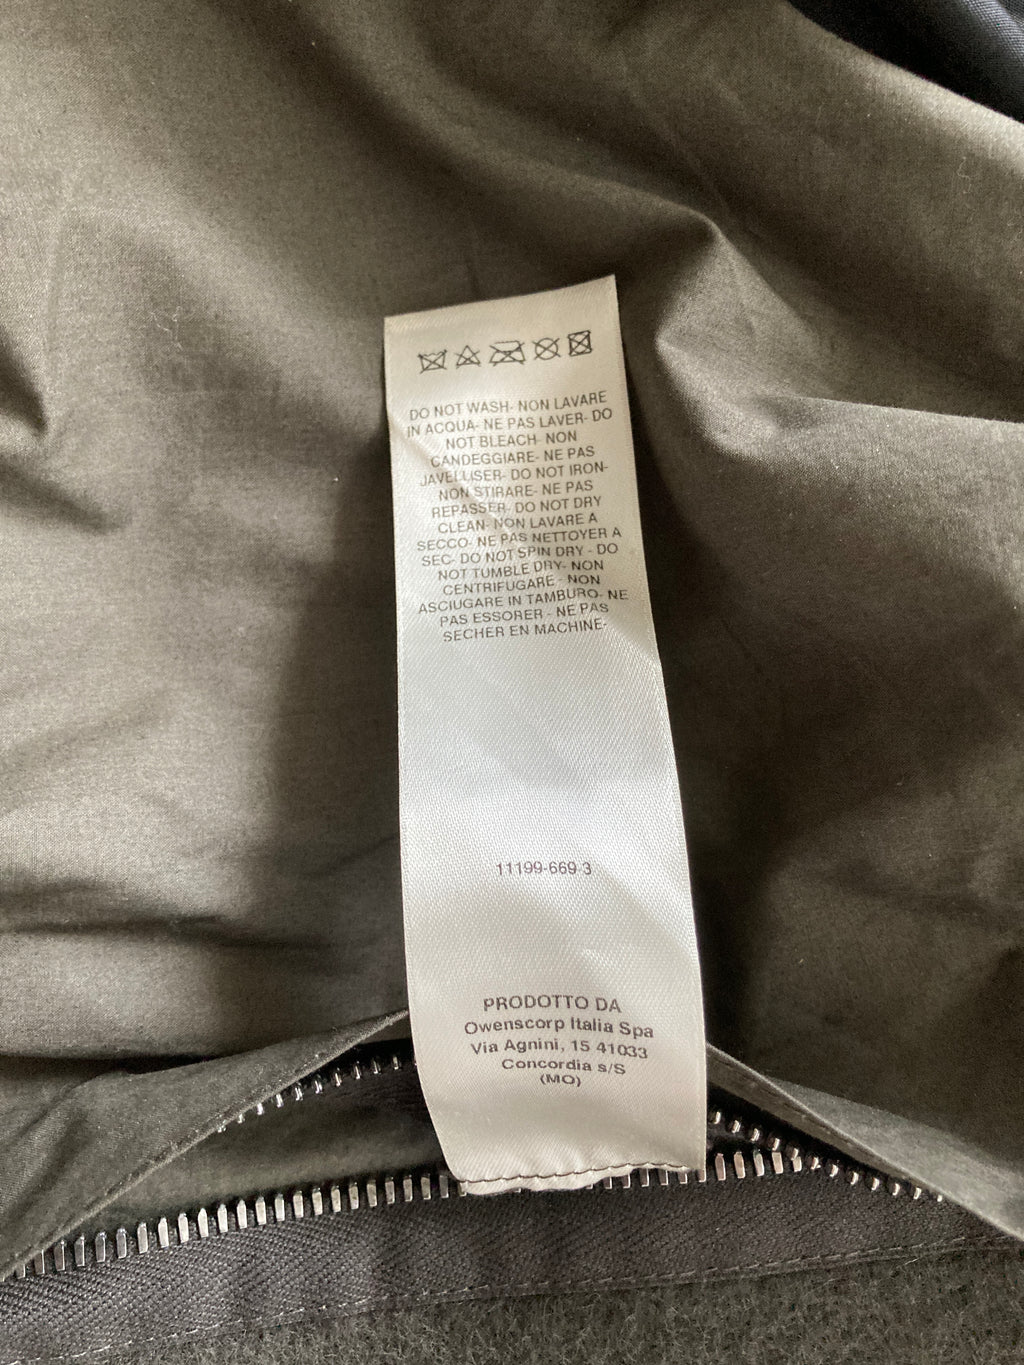 DO NOT WASH- NON LAVARE
IN ACQUA- NE PAS LAVER- DO
NOT BLEACH- NON
CANDEGGIARE- NE PAS
JAVELLISER- DO NOT IRON-
NON STIRARE- NE PAS
REPASSER- DO NOT DRY
CLEAN- NON LAVARE A
SECCO- NE PAS NETTOYER A
SEC- DO NOT SPIN DRY - DO
NOT TUMBLE DRY- NON
CENTRIFUGARE - NON
ASCIUGARE IN TAMBURO- NE
PAS ESSORER - NE PAS
SECHER EN MACHINE-
11199-669-3
PRODOTTO DA
Owenscorp Italia Spa
Via Agnini, 15 41033
Concordia s/S
(MO)